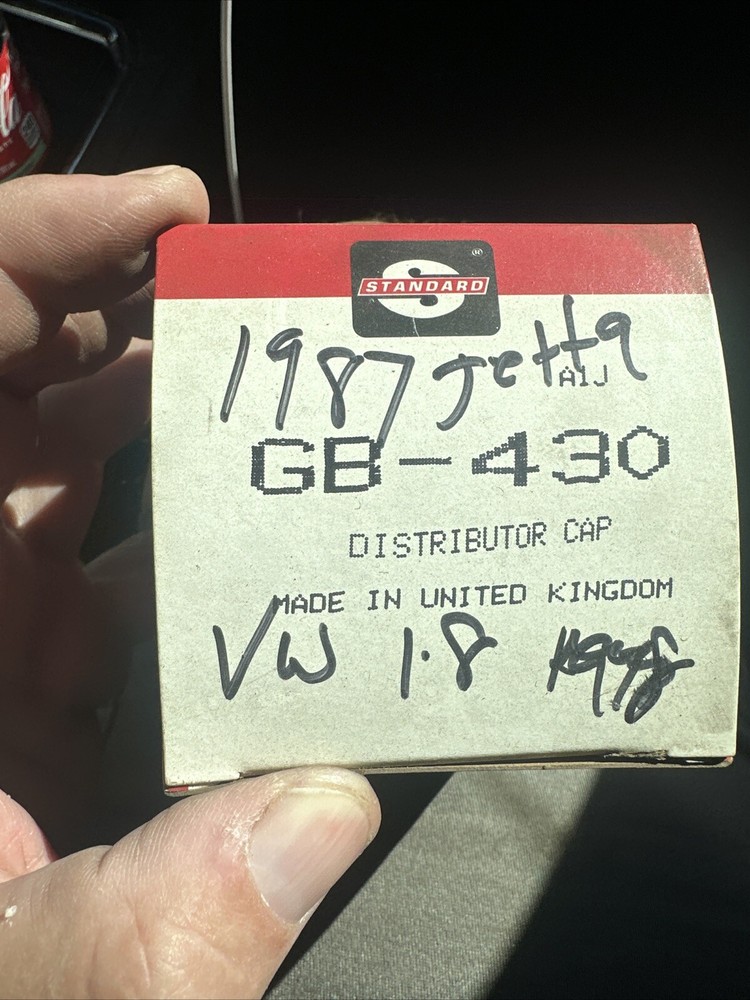 STANDARD
1987 Jetta
A1J
GB-430
DISTRIBUTOR CAP
MADE IN UNITED KINGDOM
VW 1.8